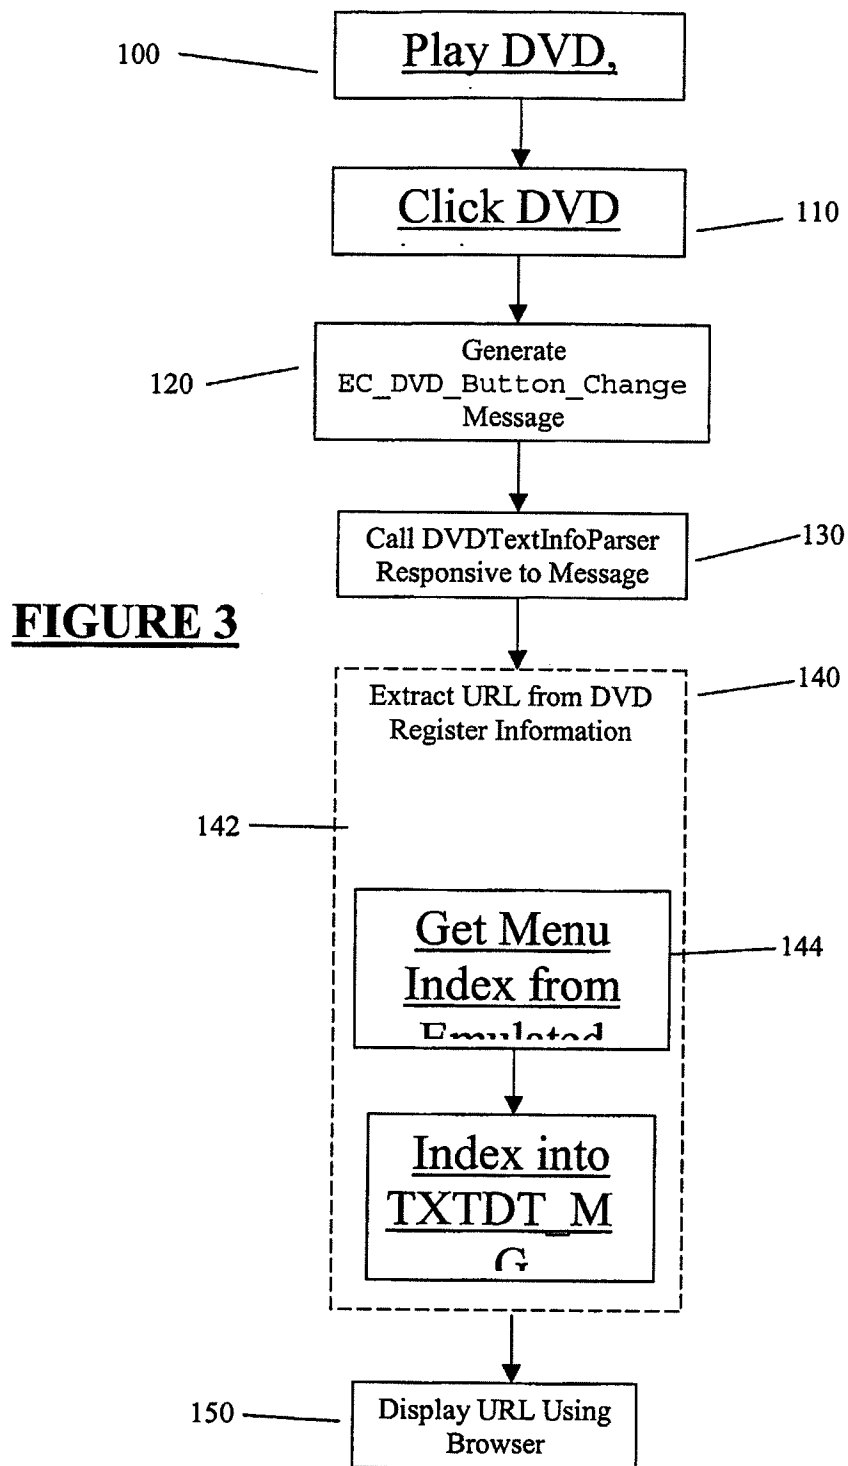 100
Play DVD,
Click DVD
110
120
Generate
EC_DVD_Button_Change
Message
Call DVDTextInfoParser
Responsive to Message
130
FIGURE 3
Extract URL from DVD
Register Information
140
142
Get Menu
Index from
Emulated
144
Index into
TXTDT_M
G
150
Display URL Using
Browser